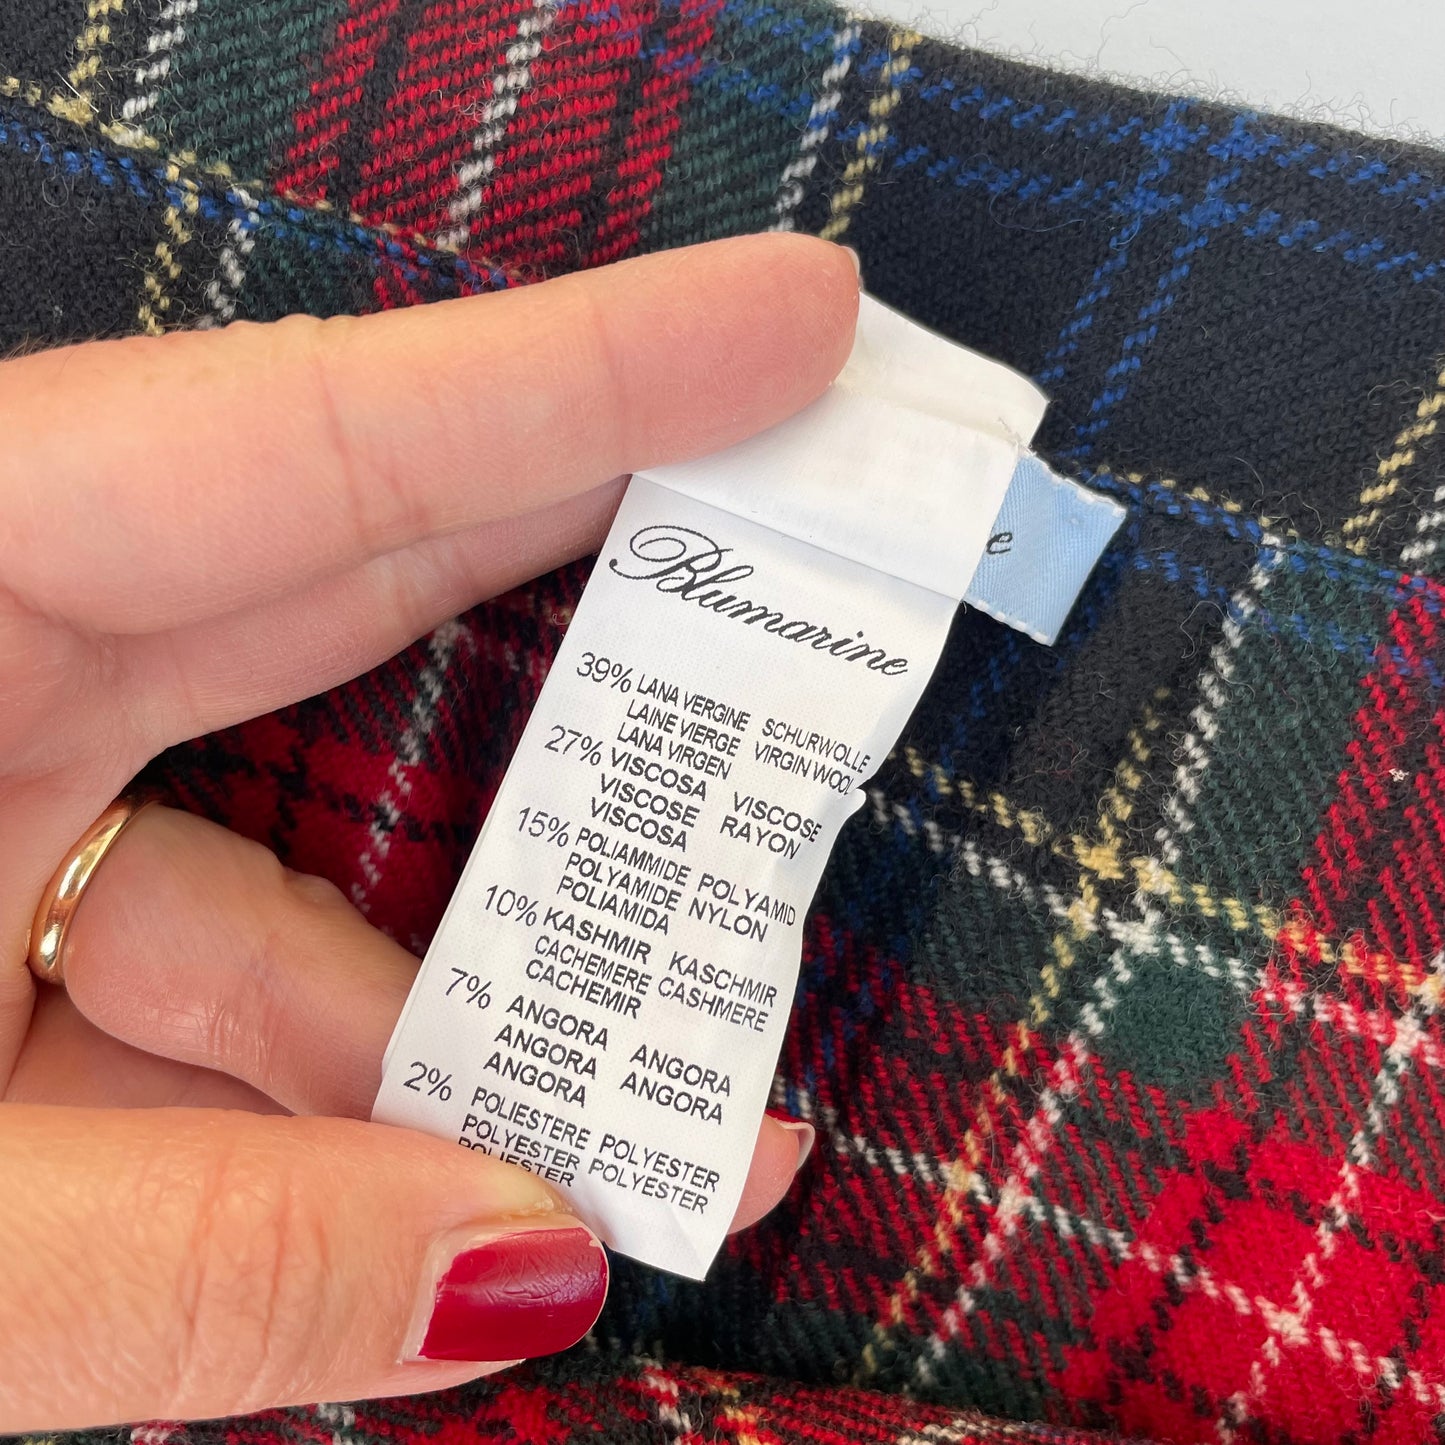 Blumarine
e
39% LANA VERGINE SCHURWOLLE
LAINE VIERGE VIRGIN WOOL
LANA VIRGEN
27% VISCOSA VISCOSE
VISCOSE RAYON
VISCOSA
15% POLIAMMIDE POLYAMID
POLYAMIDE NYLON
POLIAMIDA
10% KASHMIR KASCHMIR
CACHEMERE CASHMERE
CACHEMIR
7% ANGORA ANGORA
ANGORA ANGORA
ANGORA
2% POLIESTERE POLYESTER
POLYESTER POLYESTER
POLIESTER